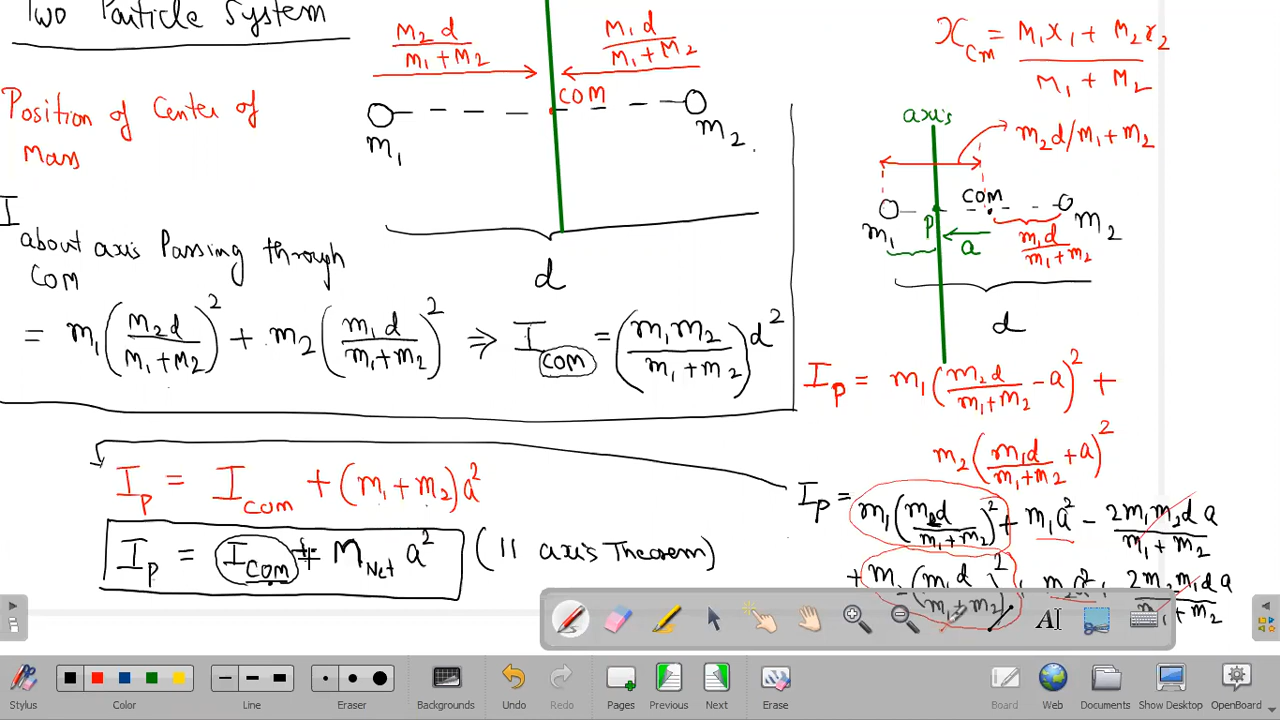 Two Particle System
Position of Center of
Mass
M₂d / m₁+M₂
M₁d / m₁+M₂
COM
m₁
m₂
d
I about axis Passing through
COM
= m₁(M₂d / m₁+M₂)² + m₂(m₁d / m₁+m₂)² ⇒ I_COM = (m₁m₂ / m₁+m₂)d²
x_cm = M₁x₁ + M₂r₂ / M₁ + M₂
axis
m₂d/m₁+m₂
COM
m₁
P
a
m₂
m₁d / m₁+m₂
d
I_P = m₁(m₂d / m₁+m₂ − a)² +
m₂(m₁d / m₁+m₂ + a)²
I_P = m₁(m₂d / m₁+m₂)² + m₁a² − 2m₁m₂da / m₁+m₂
I_P = I_COM + (m₁+m₂)a²
I_P = I_COM + M_Net a² (|| axis Theorem)
Color
Line
Eraser
Backgrounds
Undo
Redo
Pages
Previous
Next
Erase
Board
Web
Documents
Show Desktop
OpenBoard
Stylus